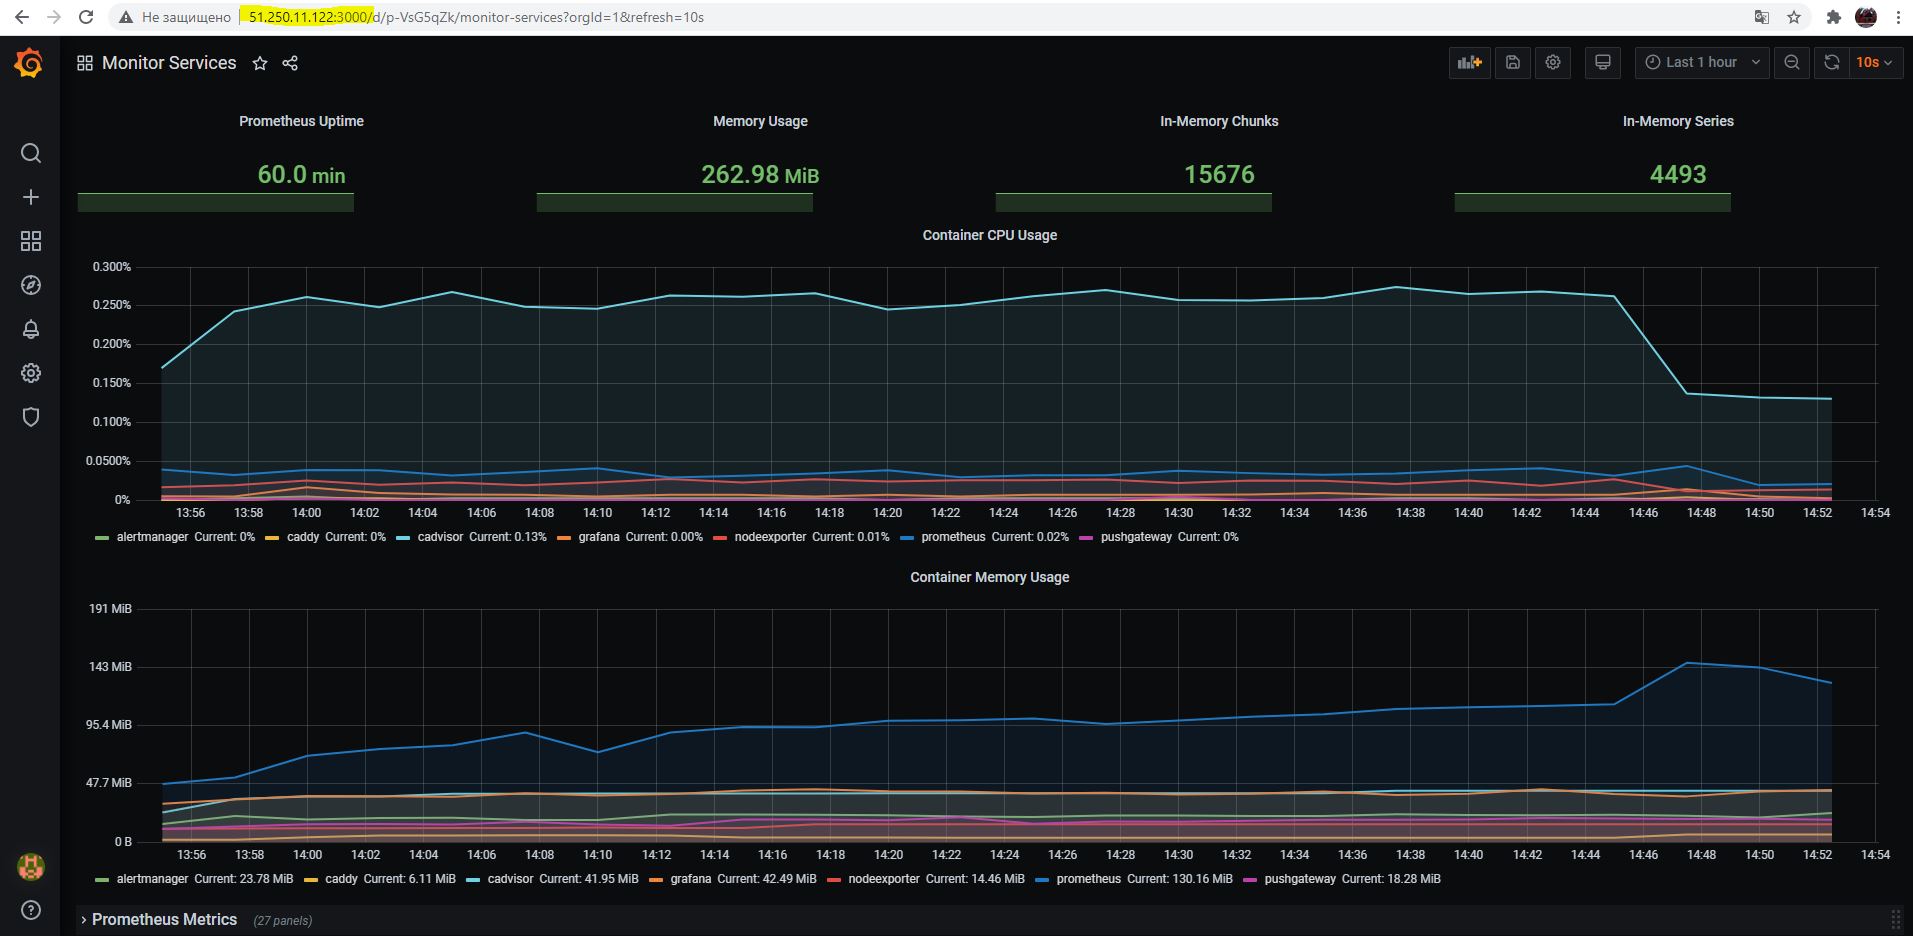 Не защищено 51.250.11.122:3000/d/p-VsG5qZk/monitor-services?orgId=1&refresh=10s
Monitor Services Last 1 hour 10s
Prometheus Uptime Memory Usage In-Memory Chunks In-Memory Series
60.0 min 262.98 MiB 15676 4493
Container CPU Usage
0.300%
0.250%
0.200%
0.150%
0.100%
0.0500%
0%
13:56 13:58 14:00 14:02 14:04 14:06 14:08 14:10 14:12 14:14 14:16 14:18 14:20 14:22 14:24 14:26 14:28 14:30 14:32 14:34 14:36 14:38 14:40 14:42 14:44 14:46 14:48 14:50 14:52 14:54
alertmanager Current: 0% caddy Current: 0% cadvisor Current: 0.13% grafana Current: 0.00% nodeexporter Current: 0.01% prometheus Current: 0.02% pushgateway Current: 0%
Container Memory Usage
191 MiB
143 MiB
95.4 MiB
47.7 MiB
0 B
13:56 13:58 14:00 14:02 14:04 14:06 14:08 14:10 14:12 14:14 14:16 14:18 14:20 14:22 14:24 14:26 14:28 14:30 14:32 14:34 14:36 14:38 14:40 14:42 14:44 14:46 14:48 14:50 14:52 14:54
alertmanager Current: 23.78 MiB caddy Current: 6.11 MiB cadvisor Current: 41.95 MiB grafana Current: 42.49 MiB nodeexporter Current: 14.46 MiB prometheus Current: 130.16 MiB pushgateway Current: 18.28 MiB
Prometheus Metrics (27 panels)